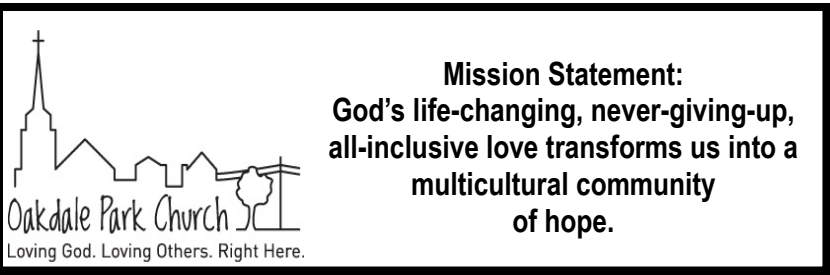 Oakdale Park Church
Loving God. Loving Others. Right Here.
Mission Statement:
God’s life-changing, never-giving-up,
all-inclusive love transforms us into a
multicultural community
of hope.